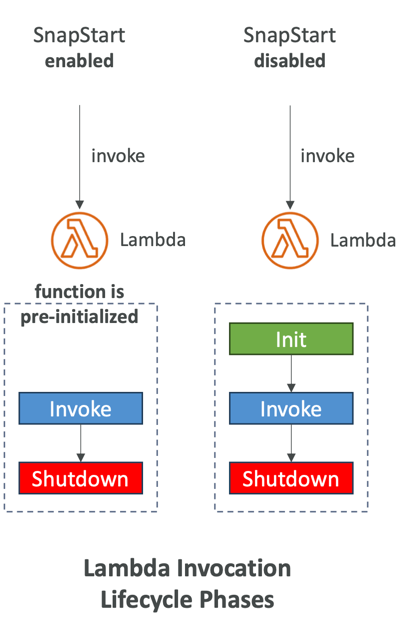 SnapStart
enabled
invoke
Lambda
function is
pre-initialized
Invoke
Shutdown
SnapStart
disabled
invoke
Lambda
Init
Invoke
Shutdown
Lambda Invocation
Lifecycle Phases